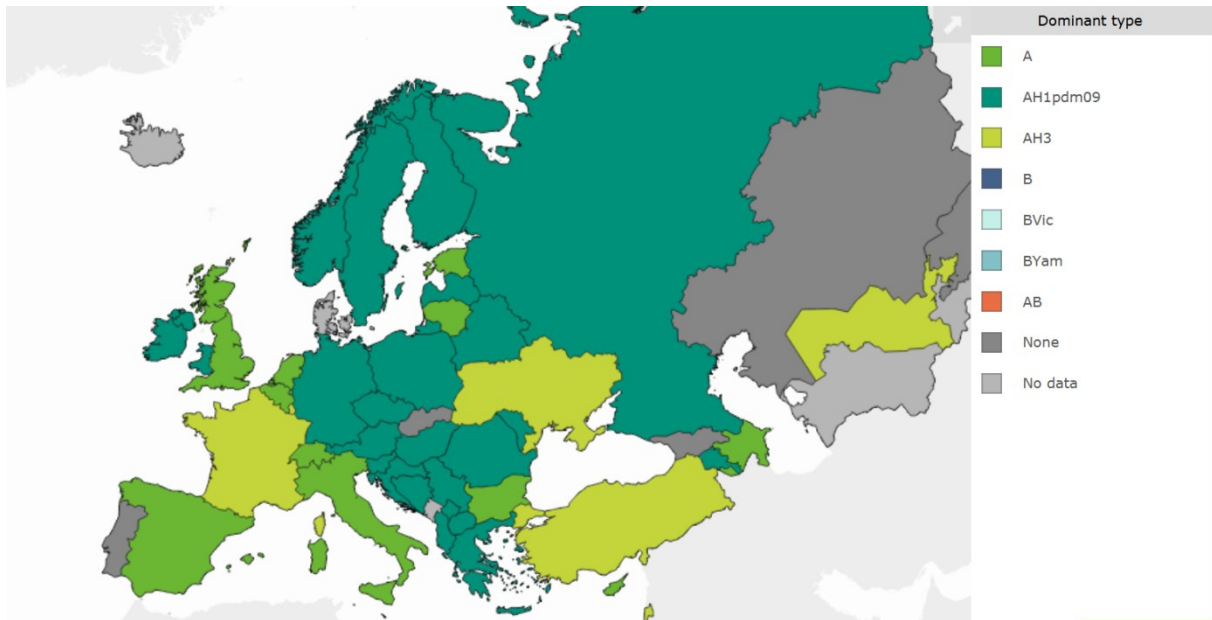 Dominant type
A
AH1pdm09
AH3
B
BVic
BYam
AB
None
No data